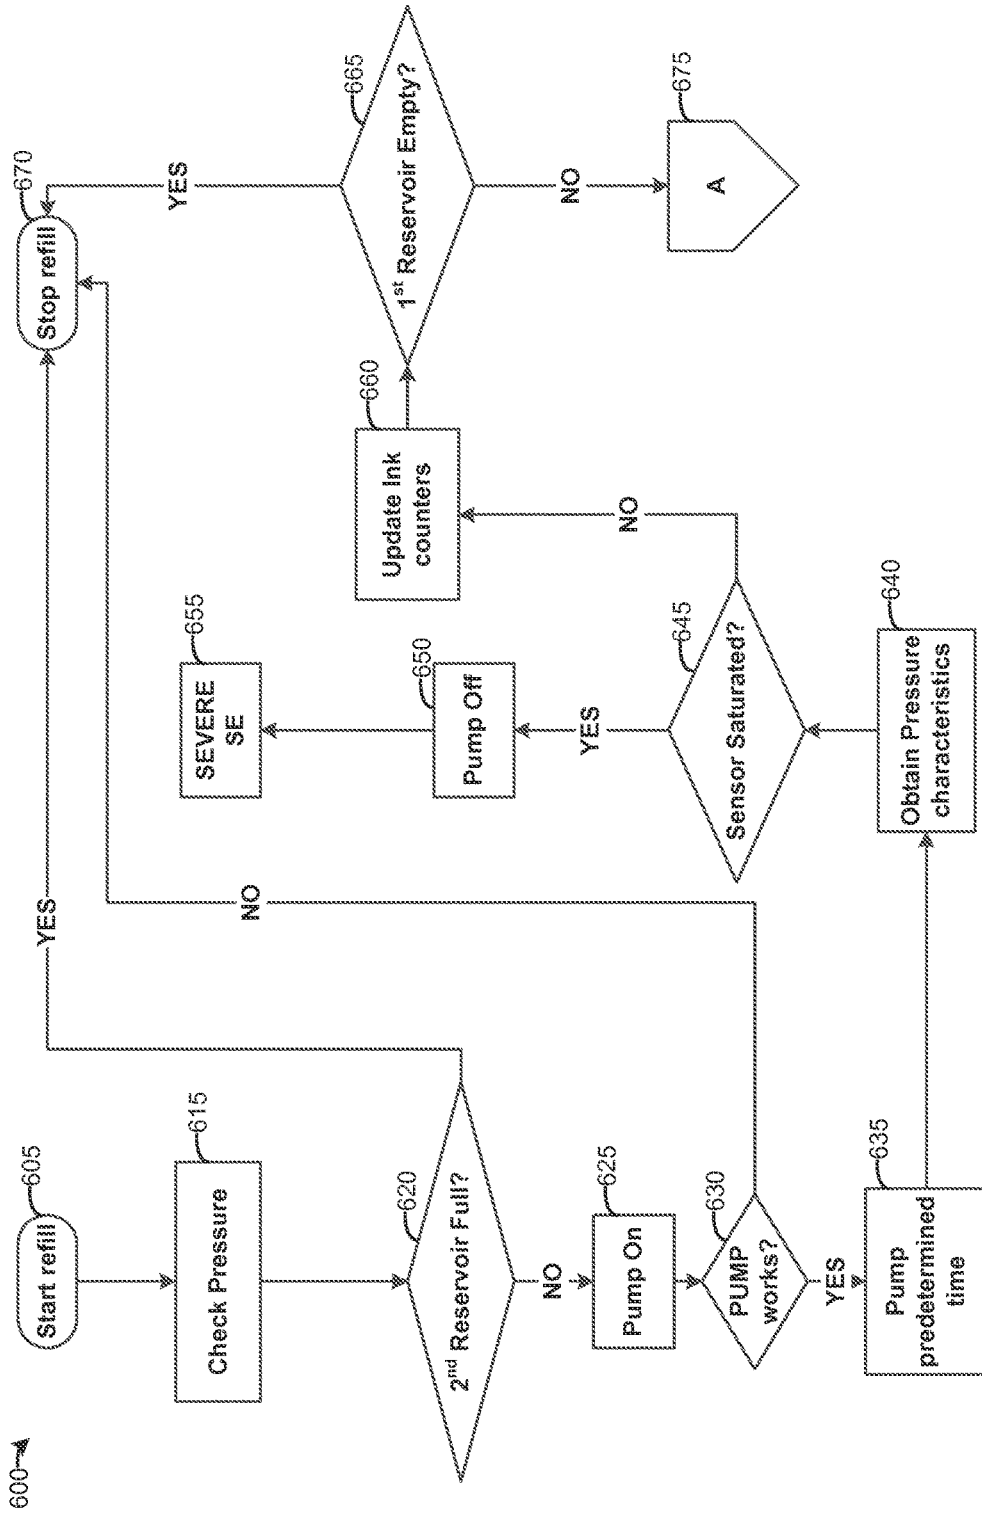 600
Start refill
605
Check Pressure
615
2nd Reservoir Full?
620
YES
NO
Pump On
625
PUMP
works?
630
NO
YES
Pump
predetermined
time
635
Obtain Pressure
characteristics
640
Sensor Saturated?
645
YES
NO
Pump Off
650
SEVERE
SE
655
Update Ink
counters
660
1st Reservoir Empty?
665
YES
NO
Stop refill
670
A
675